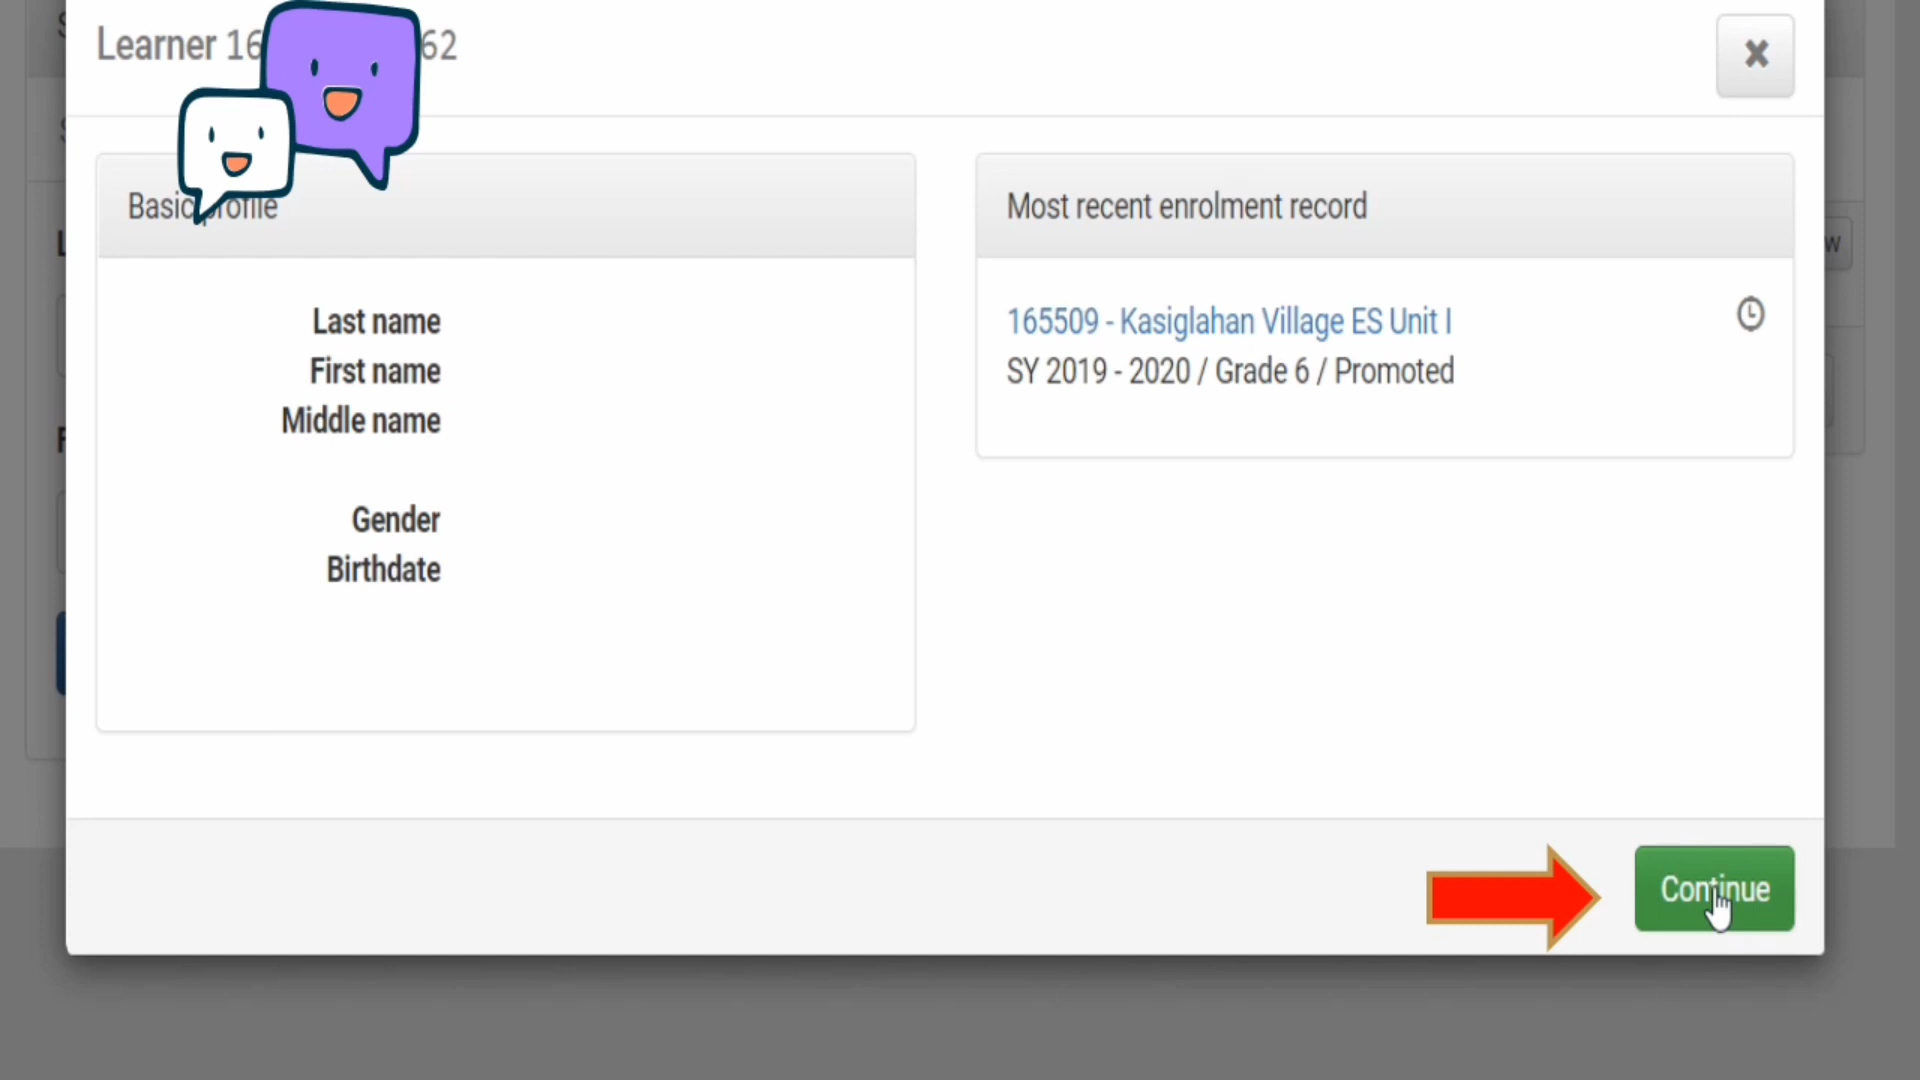 Learner 16 62
Basic profile
Last name
First name
Middle name
Gender
Birthdate
Most recent enrolment record
165509 - Kasiglahan Village ES Unit I
SY 2019 - 2020 / Grade 6 / Promoted
Continue